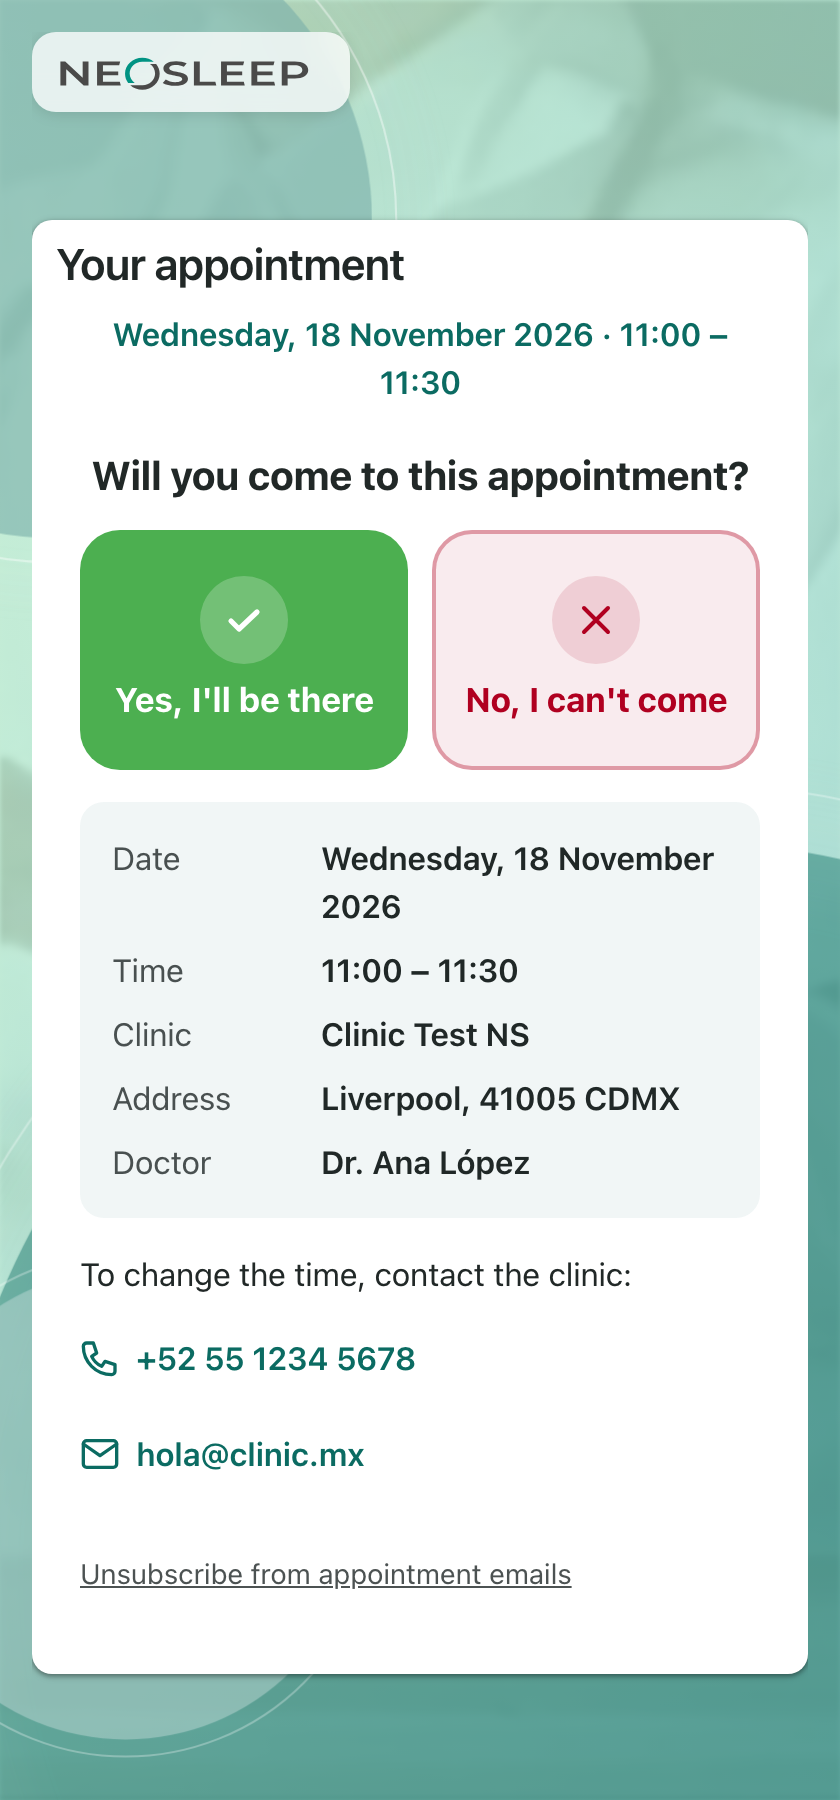 NEOSLEEP
Your appointment
Wednesday, 18 November 2026 · 11:00 –
11:30
Will you come to this appointment?
Yes, I'll be there
No, I can't come
Date Wednesday, 18 November
2026
Time 11:00 – 11:30
Clinic Clinic Test NS
Address Liverpool, 41005 CDMX
Doctor Dr. Ana López
To change the time, contact the clinic:
+52 55 1234 5678
hola@clinic.mx
Unsubscribe from appointment emails